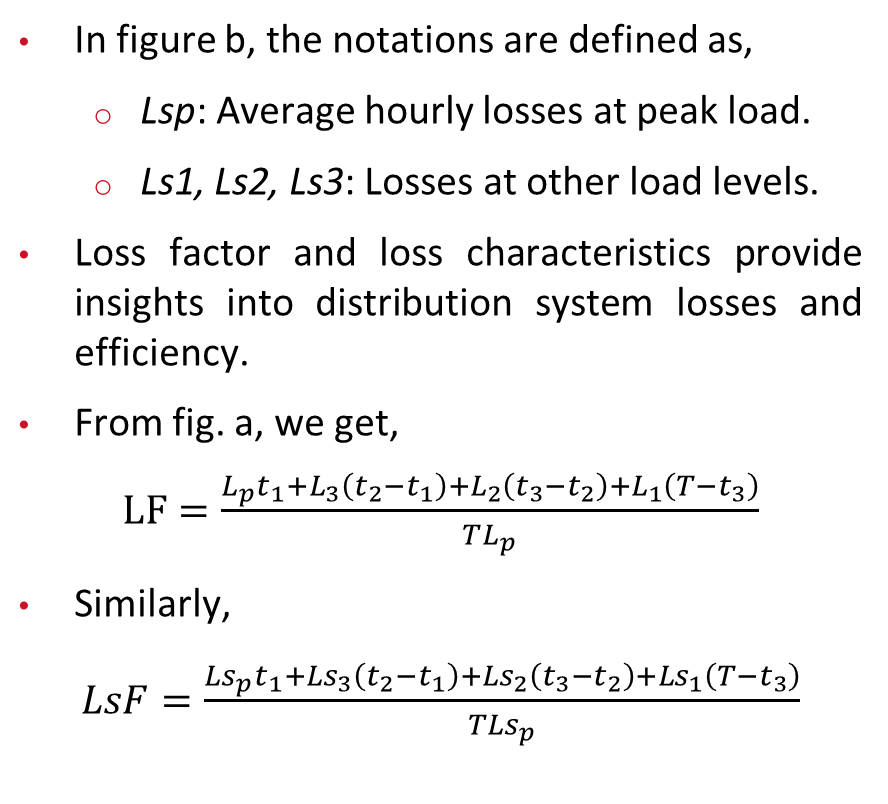 • In figure b, the notations are defined as,
○ Lsp: Average hourly losses at peak load.
○ Ls1, Ls2, Ls3: Losses at other load levels.
• Loss factor and loss characteristics provide
insights into distribution system losses and
efficiency.
• From fig. a, we get,
LF = \frac{L_p t_1+L_3(t_2−t_1)+L_2(t_3−t_2)+L_1(T−t_3)}{TL_p}
• Similarly,
LsF = \frac{Ls_p t_1+Ls_3(t_2−t_1)+Ls_2(t_3−t_2)+Ls_1(T−t_3)}{TLs_p}